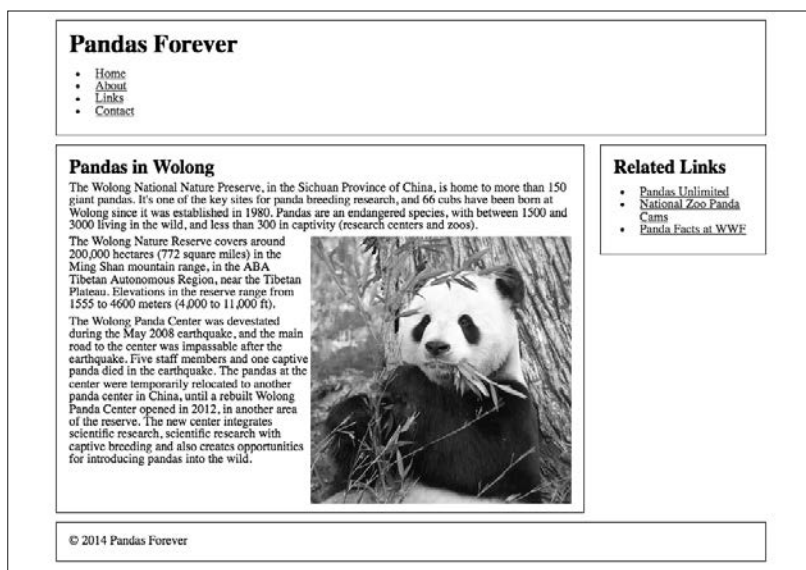 Pandas Forever
Home
About
Links
Contact
Pandas in Wolong
The Wolong National Nature Preserve, in the Sichuan Province of China, is home to more than 150
giant pandas. It's one of the key sites for panda breeding research, and 66 cubs have been born at
Wolong since it was established in 1980. Pandas are an endangered species, with between 1500 and
3000 living in the wild, and less than 300 in captivity (research centers and zoos).
The Wolong Nature Reserve covers around
200,000 hectares (772 square miles) in the
Ming Shan mountain range, in the ABA
Tibetan Autonomous Region, near the Tibetan
Plateau. Elevations in the reserve range from
1555 to 4600 meters (4,000 to 11,000 ft).
The Wolong Panda Center was devestated
during the May 2008 earthquake, and the main
road to the center was impassable after the
earthquake. Five staff members and one captive
panda died in the earthquake. The pandas at the
center were temporarily relocated to another
panda center in China, until a rebuilt Wolong
Panda Center opened in 2012, in another area
of the reserve. The new center integrates
scientific research, scientific research with
captive breeding and also creates opportunities
for introducing pandas into the wild.
Related Links
Pandas Unlimited
National Zoo Panda
Cams
Panda Facts at WWF
© 2014 Pandas Forever